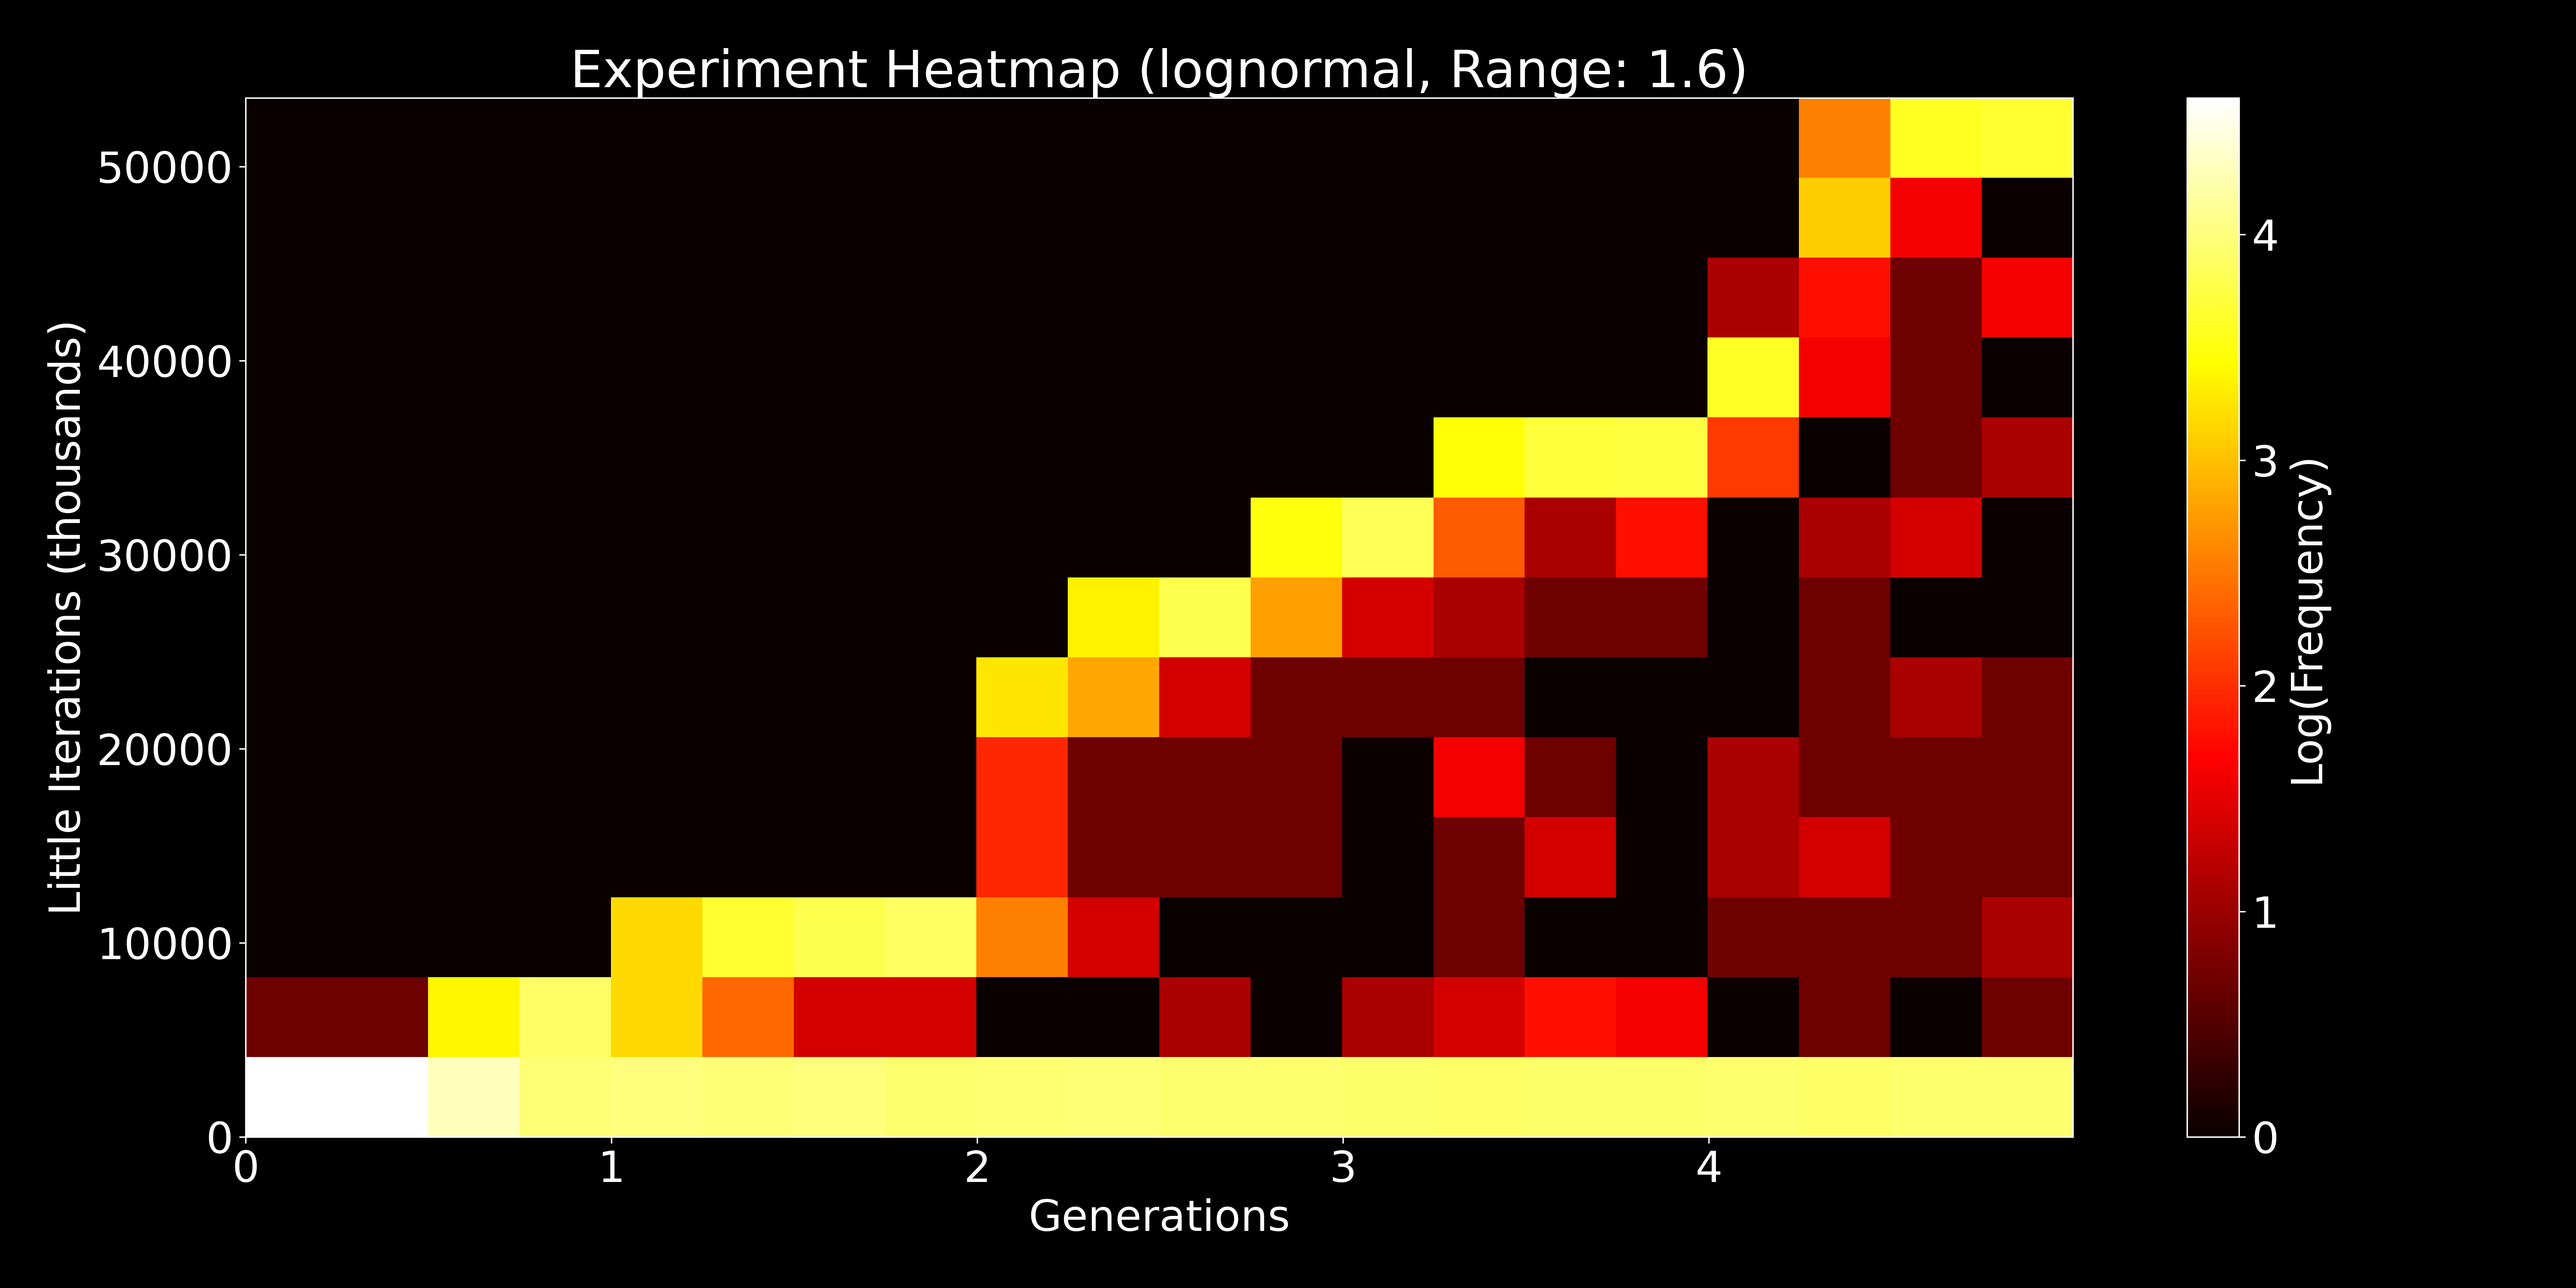 Experiment Heatmap (lognormal, Range: 1.6)
Little Iterations (thousands)
50000
40000
30000
20000
10000
0
0 1 2 3 4
Generations
4
3
2
1
0
Log(Frequency)